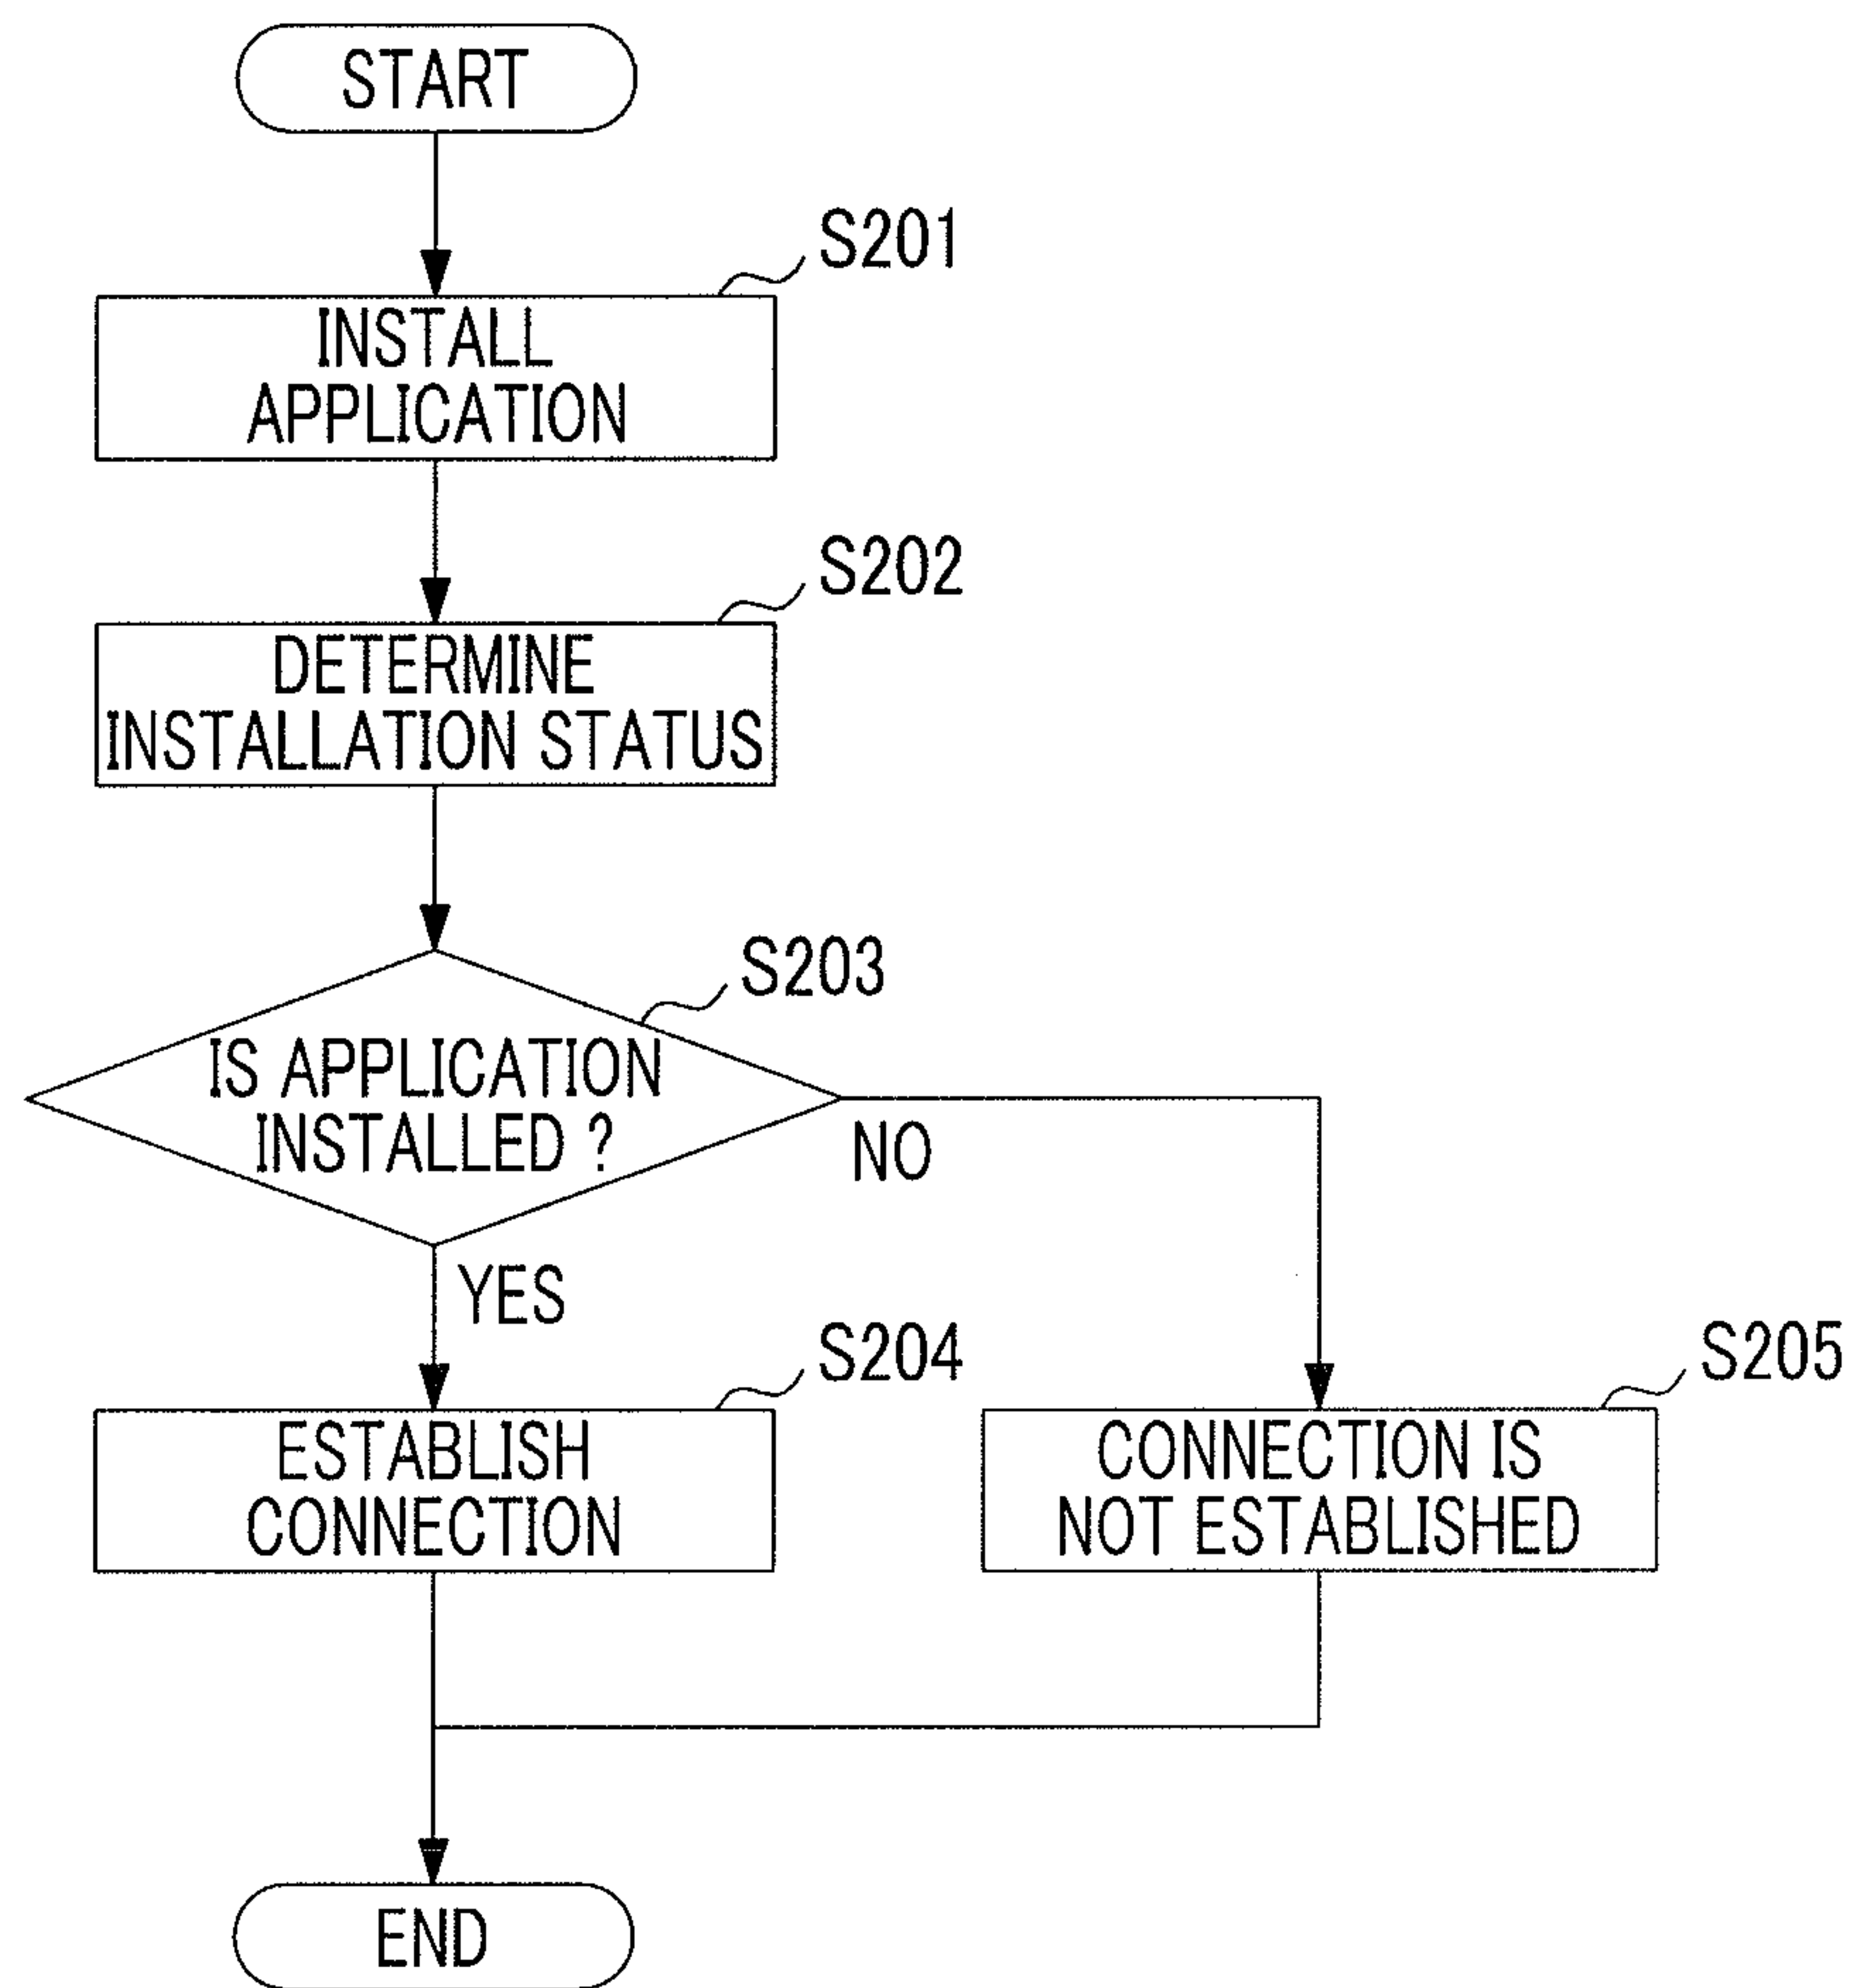 START
S201
INSTALL
APPLICATION
S202
DETERMINE
INSTALLATION STATUS
S203
IS APPLICATION
INSTALLED ?
NO
YES
S204
ESTABLISH
CONNECTION
S205
CONNECTION IS
NOT ESTABLISHED
END